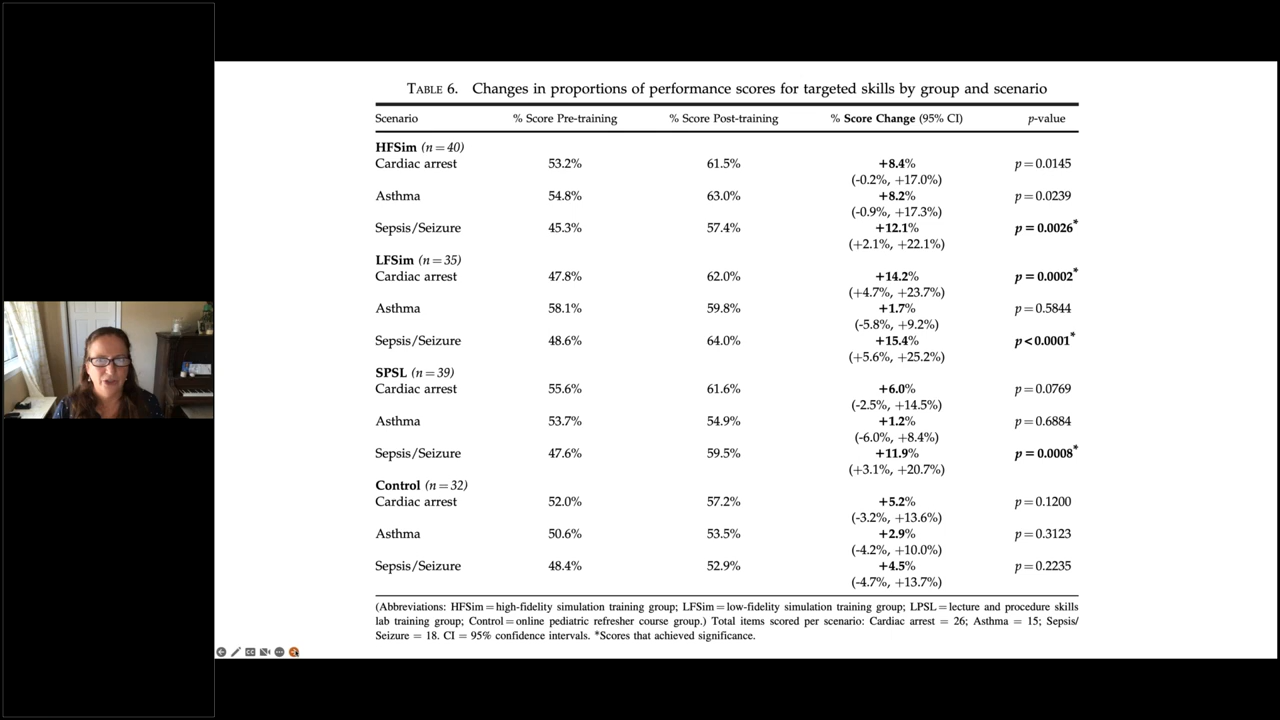 TABLE 6. Changes in proportions of performance scores for targeted skills by group and scenario
Scenario % Score Pre-training % Score Post-training % Score Change (95% CI) p-value
HFSim (n = 40)
Cardiac arrest 53.2% 61.5% +8.4% p = 0.0145
(-0.2%, +17.0%)
Asthma 54.8% 63.0% +8.2% p = 0.0239
(-0.9%, +17.3%)
Sepsis/Seizure 45.3% 57.4% +12.1% p = 0.0026*
(+2.1%, +22.1%)
LFSim (n = 35)
Cardiac arrest 47.8% 62.0% +14.2% p = 0.0002*
(+4.7%, +23.7%)
Asthma 58.1% 59.8% +1.7% p = 0.5844
(-5.8%, +9.2%)
Sepsis/Seizure 48.6% 64.0% +15.4% p < 0.0001*
(+5.6%, +25.2%)
SPSL (n = 39)
Cardiac arrest 55.6% 61.6% +6.0% p = 0.0769
(-2.5%, +14.5%)
Asthma 53.7% 54.9% +1.2% p = 0.6884
(-6.0%, +8.4%)
Sepsis/Seizure 47.6% 59.5% +11.9% p = 0.0008*
(+3.1%, +20.7%)
Control (n = 32)
Cardiac arrest 52.0% 57.2% +5.2% p = 0.1200
(-3.2%, +13.6%)
Asthma 50.6% 53.5% +2.9% p = 0.3123
(-4.2%, +10.0%)
Sepsis/Seizure 48.4% 52.9% +4.5% p = 0.2235
(-4.7%, +13.7%)
(Abbreviations: HFSim = high-fidelity simulation training group; LFSim = low-fidelity simulation training group; LPSL = lecture and procedure skills
lab training group; Control = online pediatric refresher course group.) Total items scored per scenario: Cardiac arrest = 26; Asthma = 15; Sepsis/
Seizure = 18. CI = 95% confidence intervals. *Scores that achieved significance.